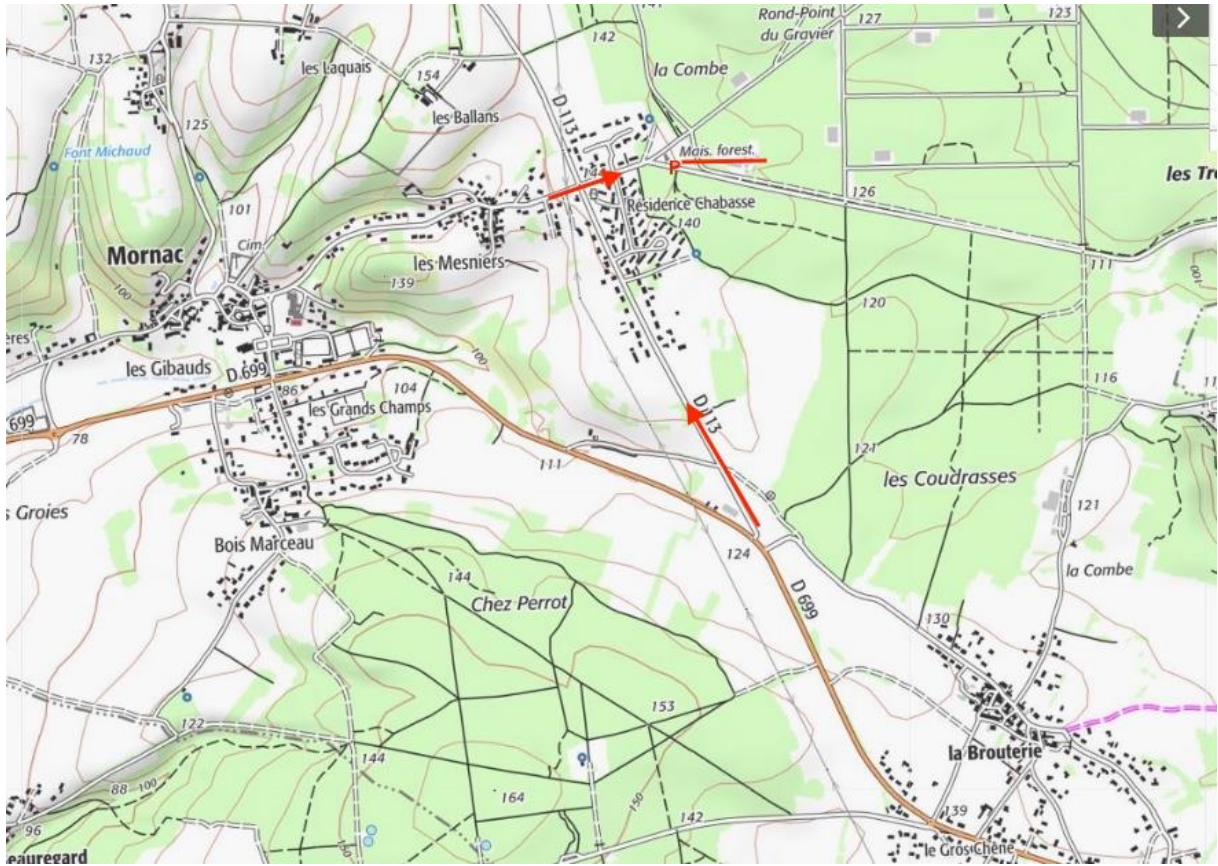 Rond-Point
du Gravier
127
123
142
la Combe
132
les Laquais
154
les Ballans
D 113
125
Font Michaud
Mais. forest.
P
126
les Tre
101
Résidence Chabasse
140
Cim.
Mornac
les Mesniers
139
111
100
120
les Gibauds
D 699
86
104
100
116
les Grands Champs
D 113
699
78
111
121
les Coudrasses
121
s Groies
Bois Marceau
124
la Combe
144
Chez Perrot
D 699
130
153
122
144
la Brouterie
88
100
164
150
142
139
96
150
le Gros Chêne
eauregard